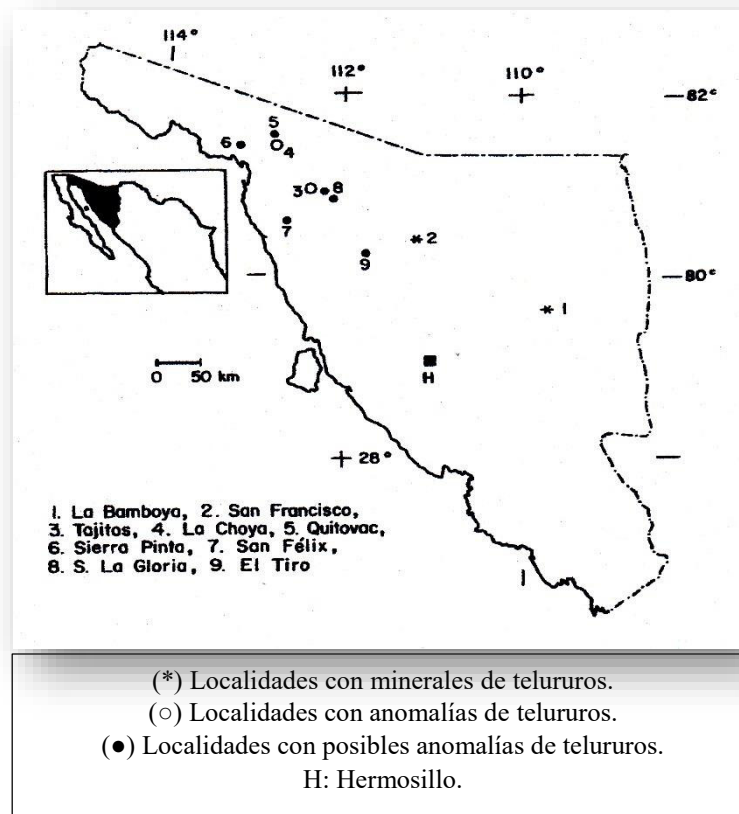 114°
112°
110°
82°
5
6
4
3
8
7
2
9
80°
1
0 50 km
H
28°
1. La Bamboya, 2. San Francisco,
3. Tajitos, 4. La Choya, 5. Quitovac,
6. Sierra Pinta, 7. San Félix,
8. S. La Gloria, 9. El Tiro
(*) Localidades con minerales de telururos.
(○) Localidades con anomalías de telururos.
(●) Localidades con posibles anomalías de telururos.
H: Hermosillo.